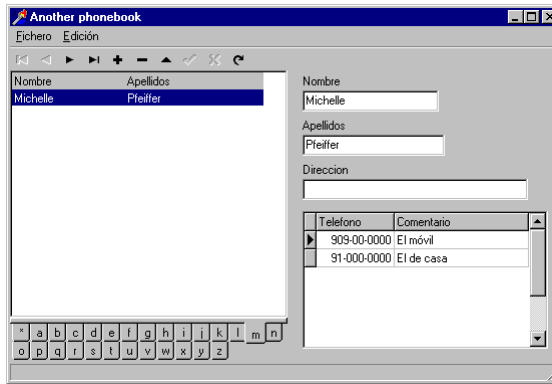 Another phonebook
Fichero Edición
Nombre Apellidos
Michelle Pfeiffer
Nombre
Michelle
Apellidos
Pfeiffer
Direccion
Telefono Comentario
909-00-0000 El móvil
91-000-0000 El de casa
* a b c d e f g h i j k l m n
o p q r s t u v w x y z